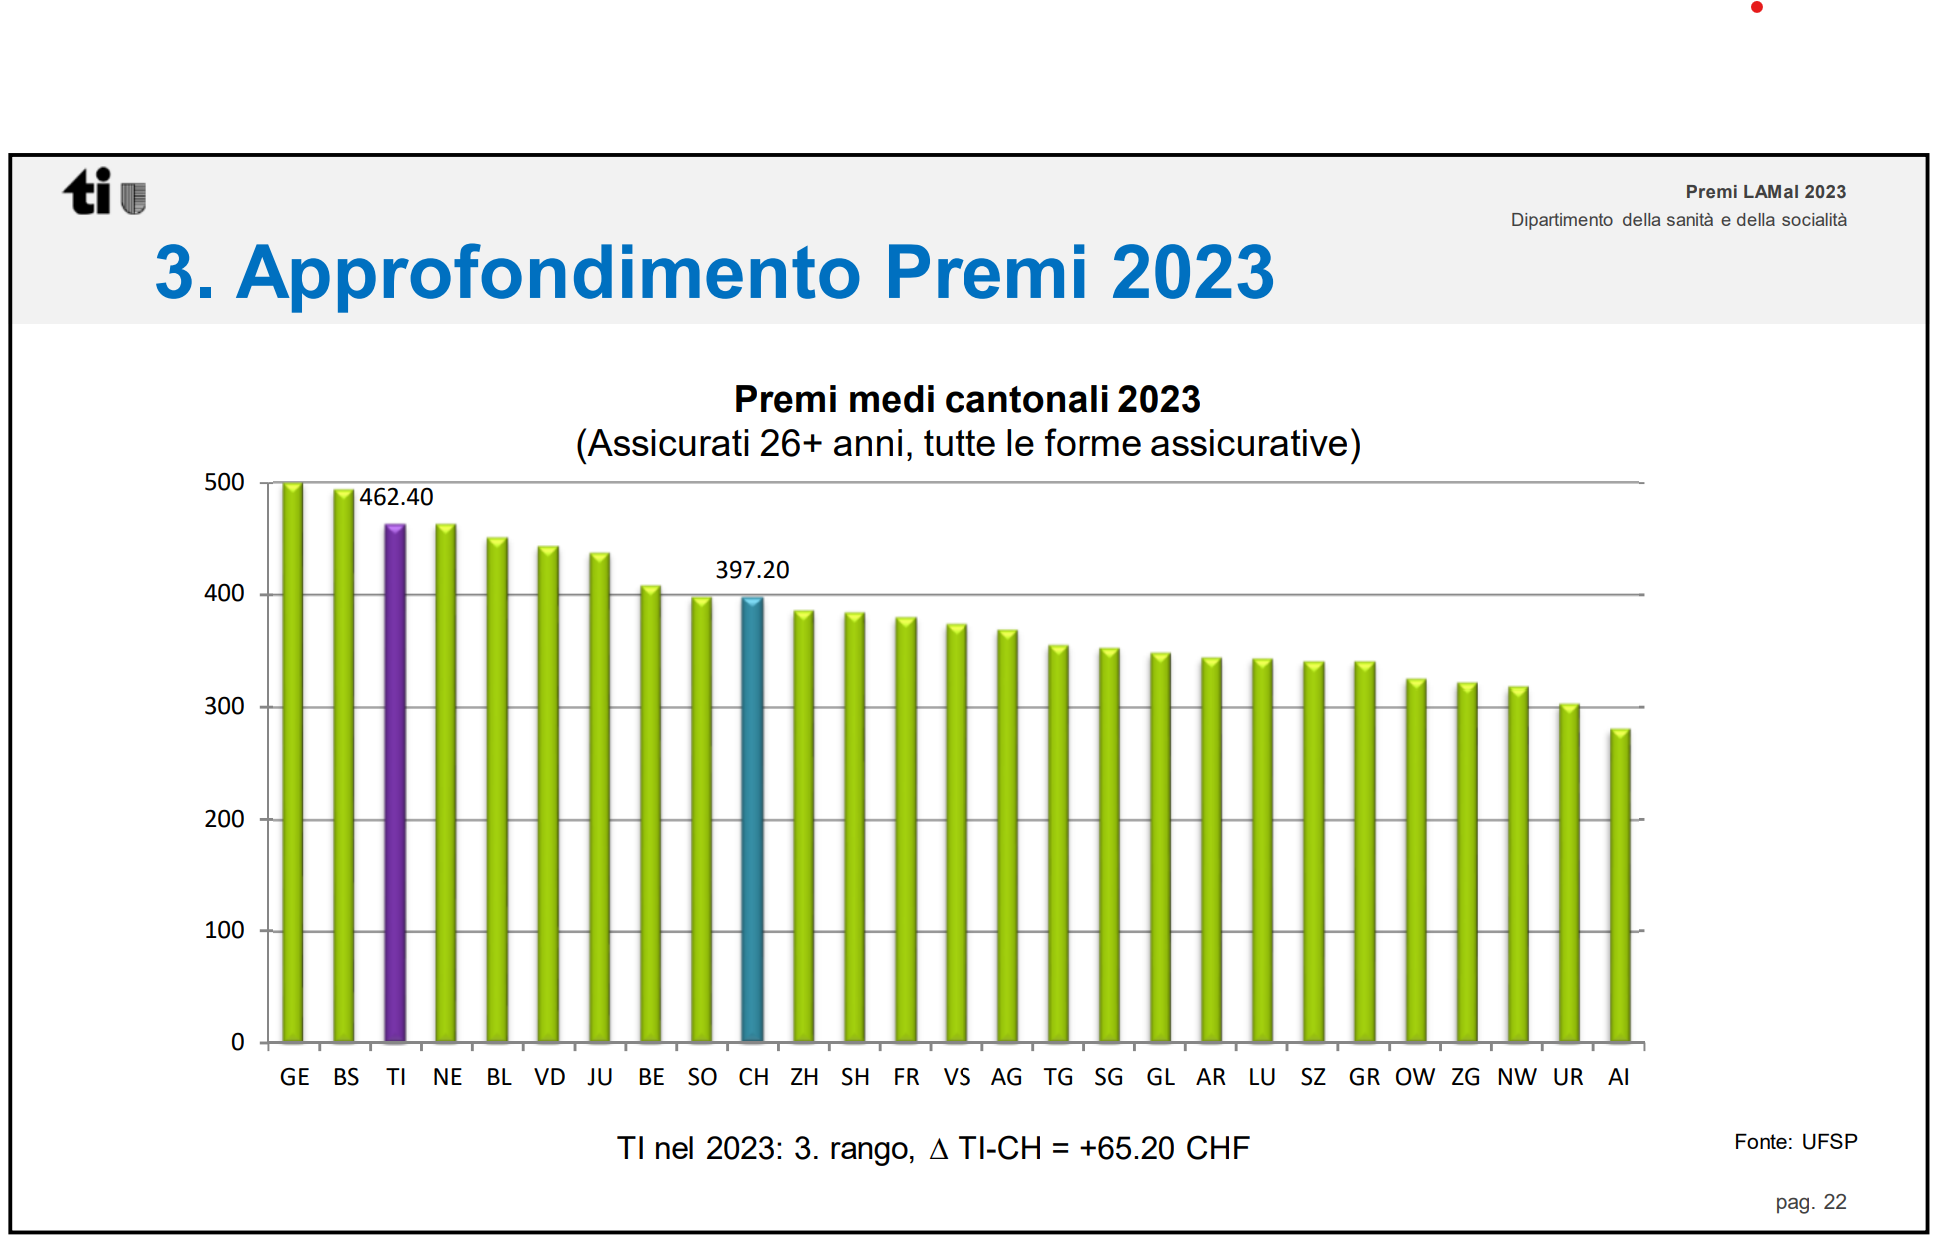 ti
Premi LAMal 2023
Dipartimento della sanità e della socialità
3. Approfondimento Premi 2023
Premi medi cantonali 2023
(Assicurati 26+ anni, tutte le forme assicurative)
500
462.40
397.20
400
300
200
100
0
GE BS TI NE BL VD JU BE SO CH ZH SH FR VS AG TG SG GL AR LU SZ GR OW ZG NW UR AI
TI nel 2023: 3. rango, Δ TI-CH = +65.20 CHF
Fonte: UFSP
pag. 22